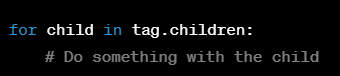 for child in tag.children:
    # Do something with the child